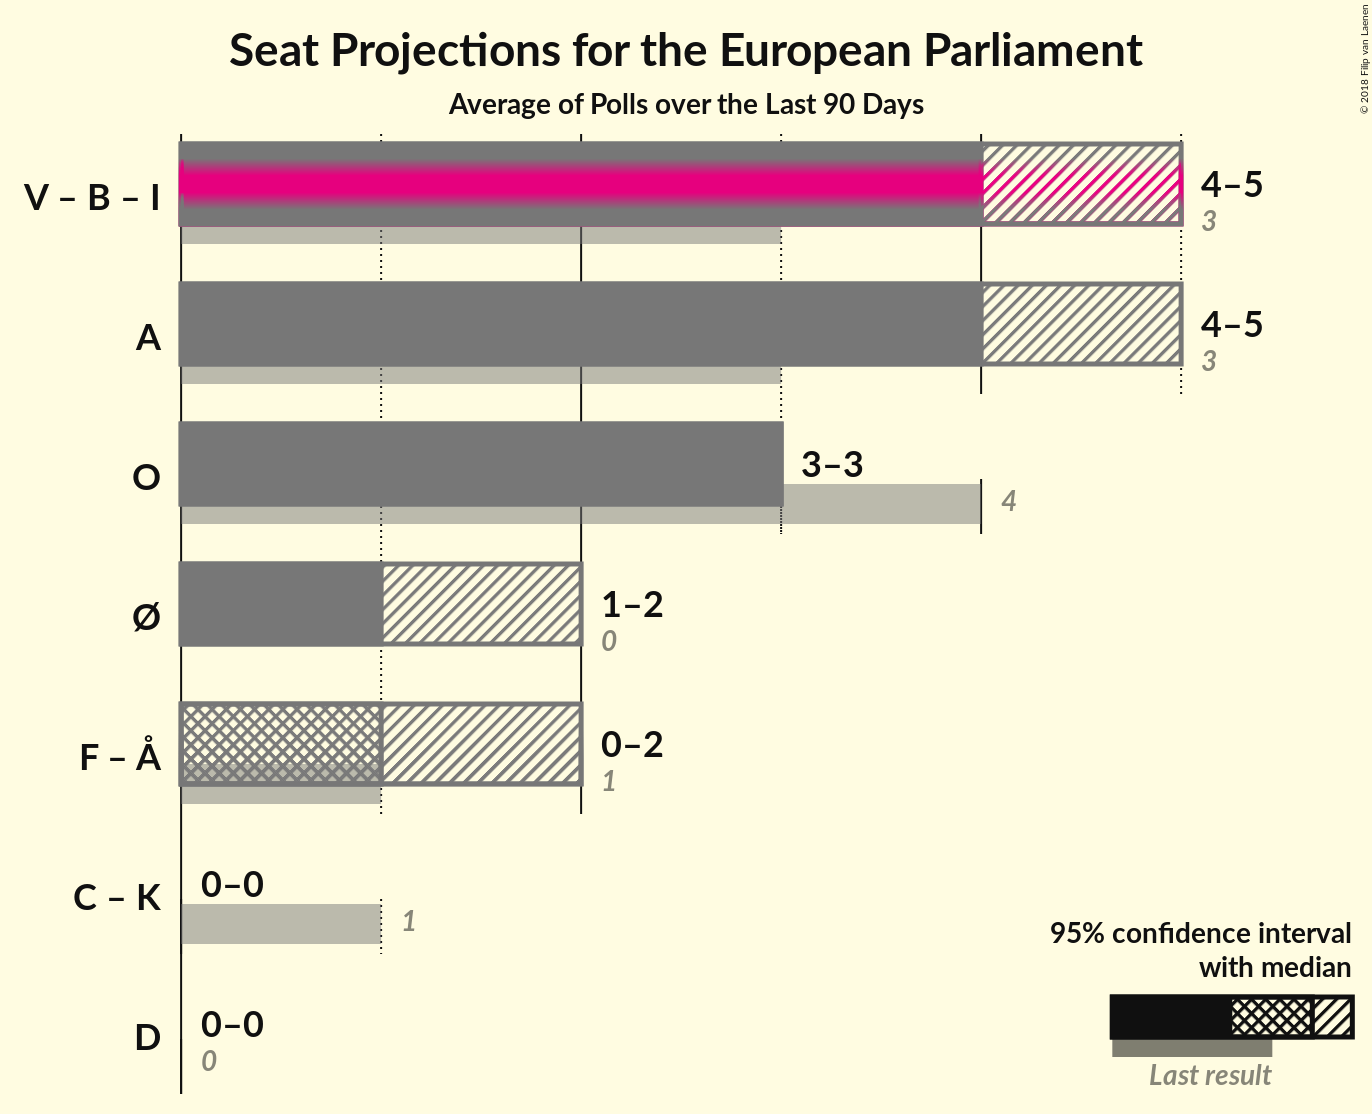 Seat Projections for the European Parliament
Average of Polls over the Last 90 Days
© 2018 Filip van Laenen
V – B – I
4–5
3
A
4–5
3
O
3–3
4
Ø
1–2
0
F – Å
0–2
1
C – K
0–0
1
D
0–0
0
95% confidence interval
with median
Last result